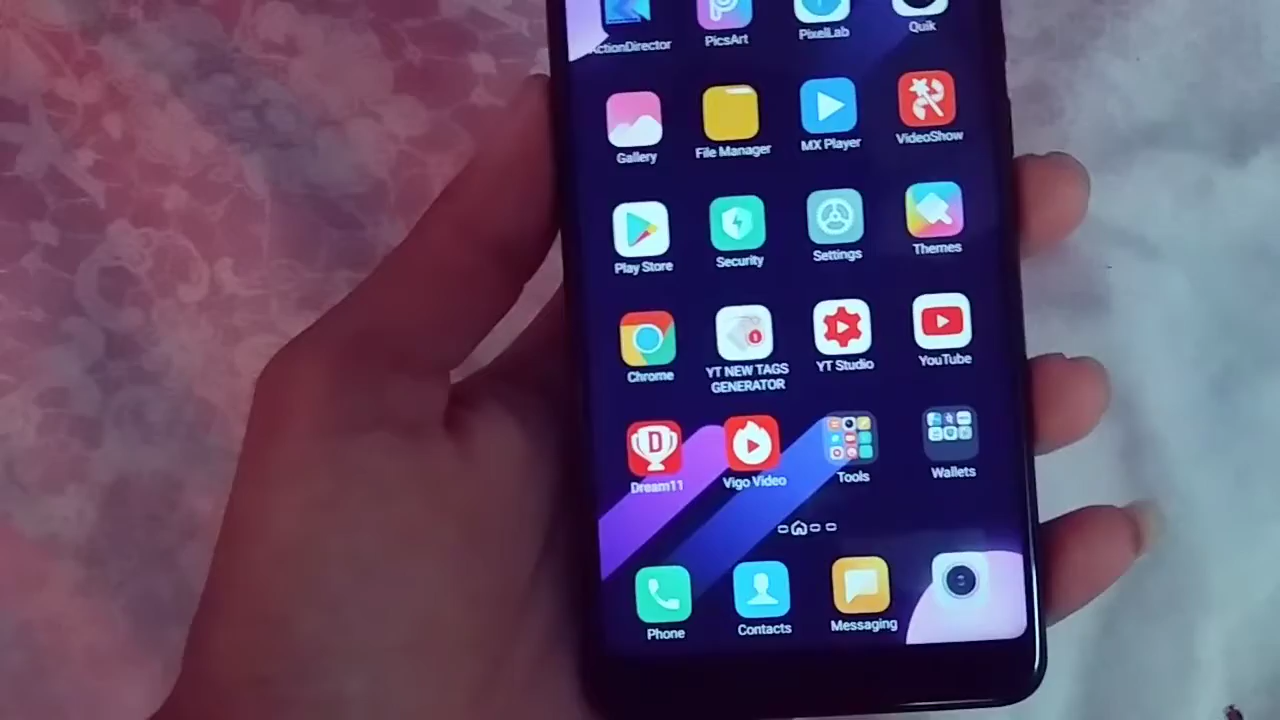 ActionDirector
PicsArt
PixelLab
Quik
Gallery
File Manager
MX Player
VideoShow
Play Store
Security
Settings
Themes
Chrome
YT NEW TAGS
GENERATOR
YT Studio
YouTube
D
Dream11
Vigo Video
Tools
Wallets
Phone
Contacts
Messaging